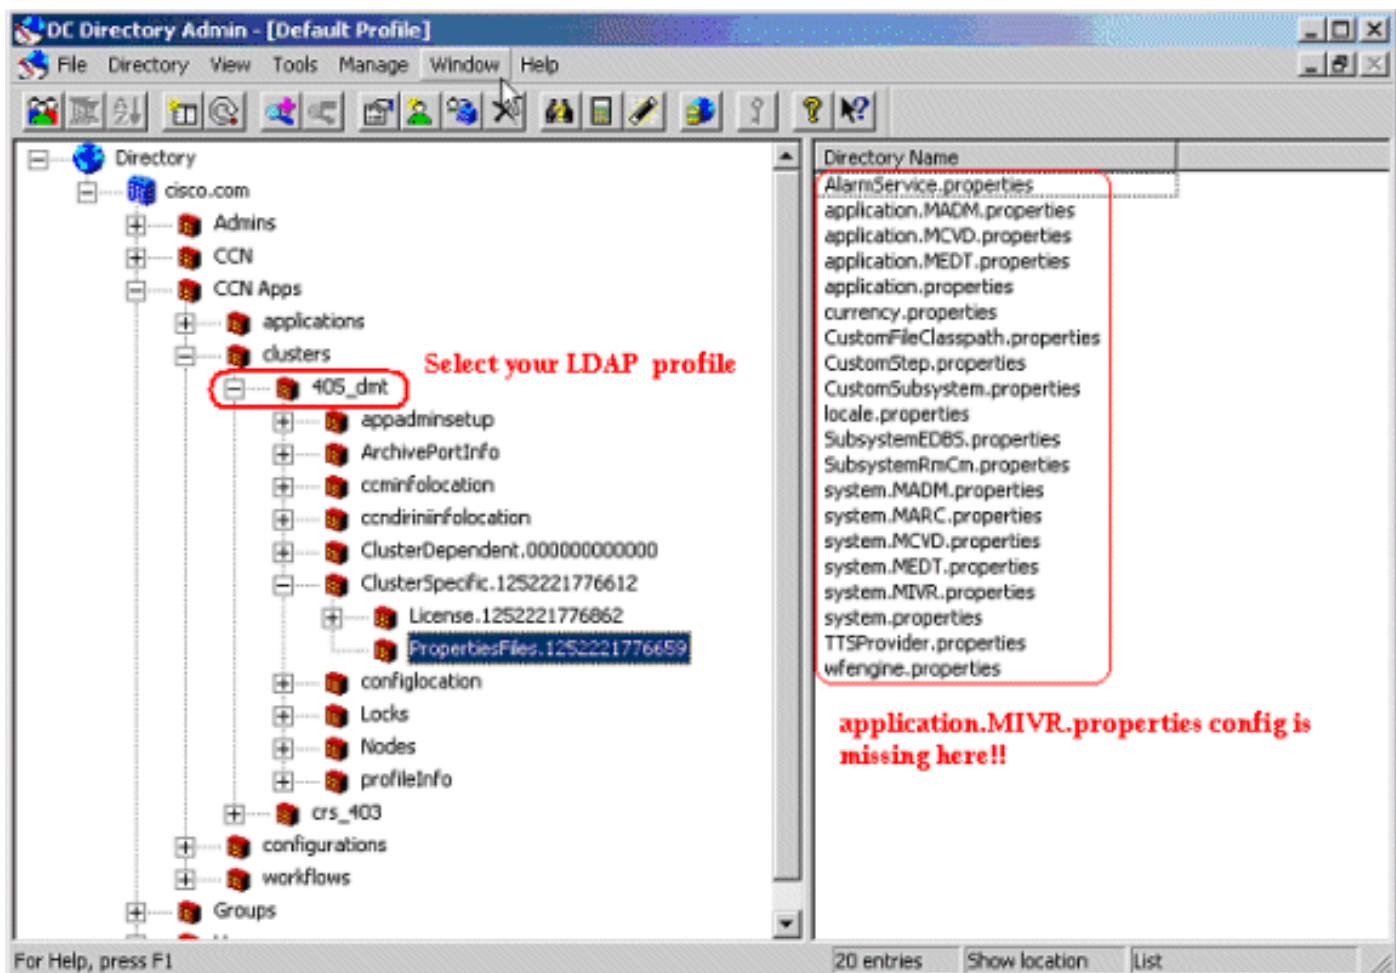 DC Directory Admin - [Default Profile]
File Directory View Tools Manage Window Help
Directory
cisco.com
Admins
CCN
CCN Apps
applications
clusters
Select your LDAP profile
405_dmt
appadminsetup
ArchivePortInfo
ccminfolocation
ccndiriniinfolocation
ClusterDependent.000000000000
ClusterSpecific.1252221776612
License.1252221776862
PropertiesFiles.1252221776659
configlocation
Locks
Nodes
profileInfo
crs_403
configurations
workflows
Groups
Directory Name
AlarmService.properties
application.MADM.properties
application.MCVD.properties
application.MEDT.properties
application.properties
currency.properties
CustomFileClasspath.properties
CustomStep.properties
CustomSubsystem.properties
locale.properties
SubsystemEDBS.properties
SubsystemRmCm.properties
system.MADM.properties
system.MARC.properties
system.MCVD.properties
system.MEDT.properties
system.MIVR.properties
system.properties
TTSProvider.properties
wfengine.properties
application.MIVR.properties config is
missing here!!
For Help, press F1
20 entries
Show location
List